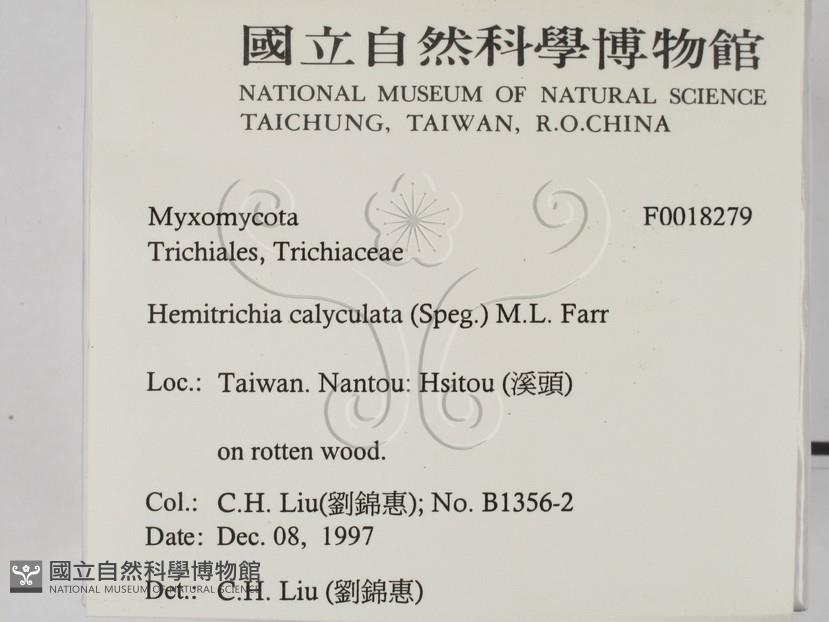 國立自然科學博物館
NATIONAL MUSEUM OF NATURAL SCIENCE
TAICHUNG, TAIWAN, R.O.CHINA
Myxomycota F0018279
Trichiales, Trichiaceae
Hemitrichia calyculata (Speg.) M.L. Farr
Loc.: Taiwan. Nantou: Hsitou (溪頭)
on rotten wood.
Col.: C.H. Liu(劉錦惠); No. B1356-2
Date: Dec. 08, 1997
Det.: C.H. Liu (劉錦惠)
國立自然科學博物館
NATIONAL MUSEUM OF NATURAL SCIENCE